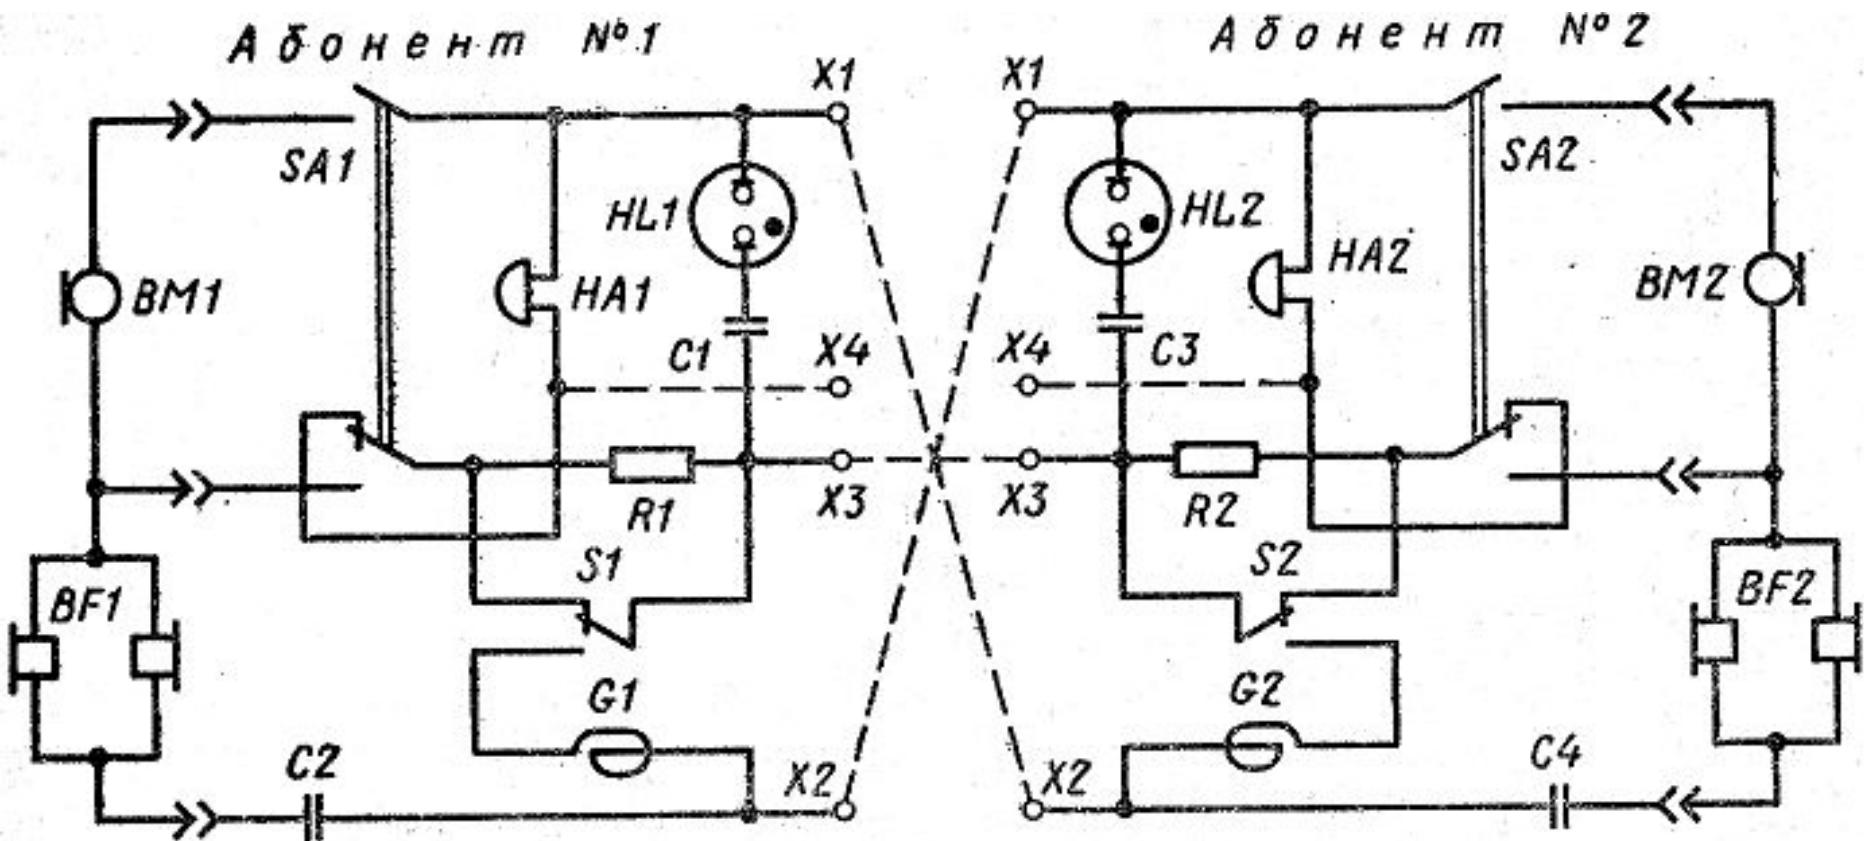 Абонент №1
Абонент №2
X1
X1
SA1
SA2
HL1
HL2
HA1
HA2
BM1
BM2
C1
X4
X4
C3
R1
X3
X3
R2
S1
S2
BF1
BF2
G1
G2
C2
X2
X2
C4